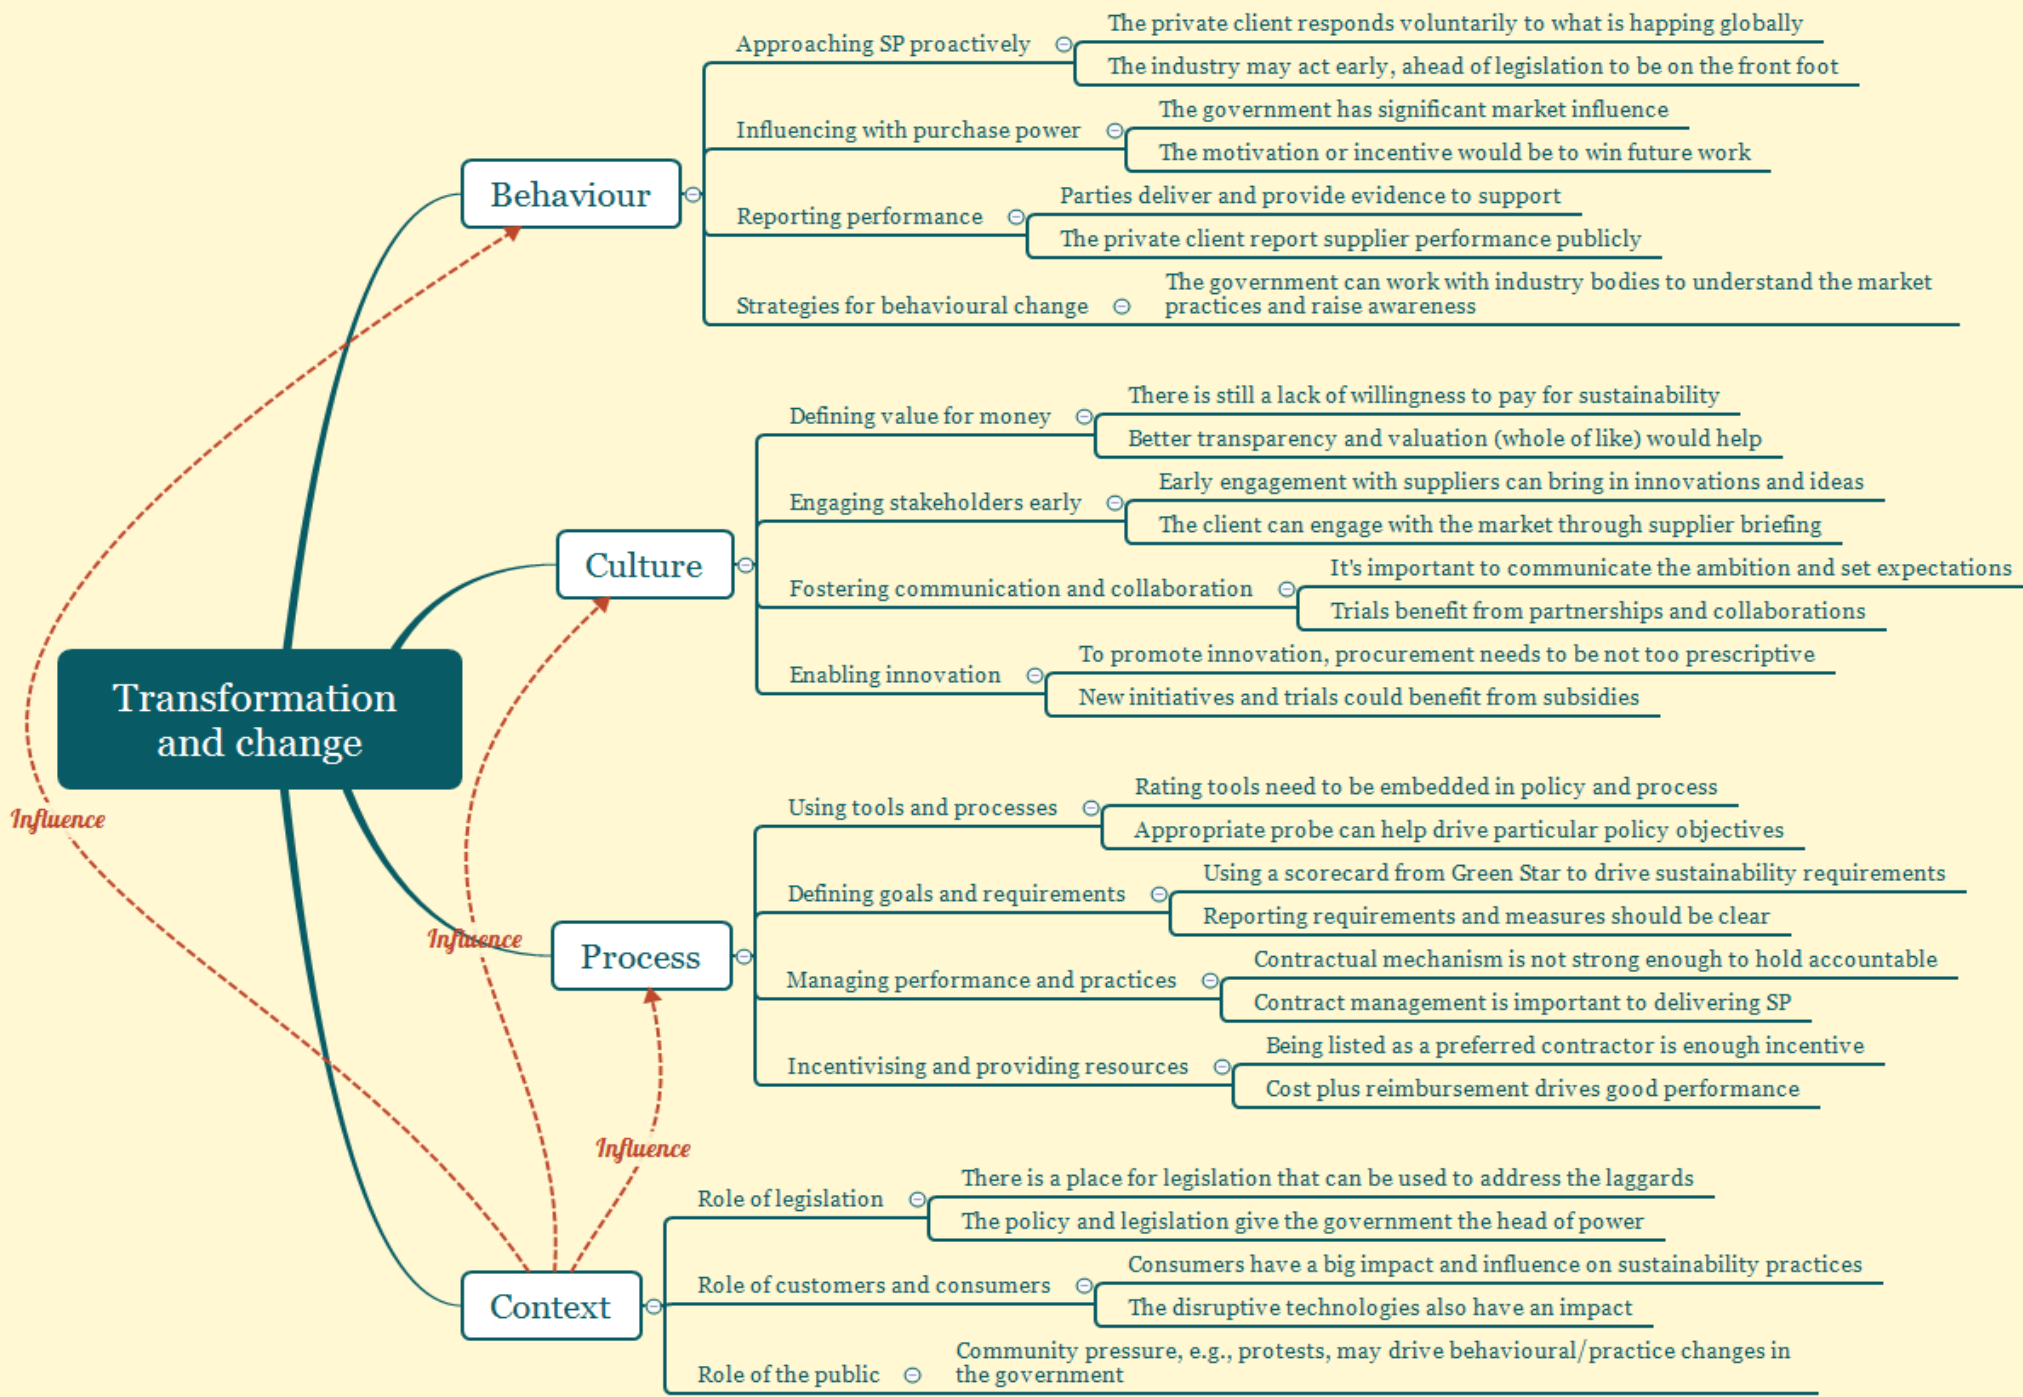 Transformation
and change
Behaviour
Approaching SP proactively
The private client responds voluntarily to what is happing globally
The industry may act early, ahead of legislation to be on the front foot
Influencing with purchase power
The government has significant market influence
The motivation or incentive would be to win future work
Reporting performance
Parties deliver and provide evidence to support
The private client report supplier performance publicly
Strategies for behavioural change
The government can work with industry bodies to understand the market
practices and raise awareness
Culture
Defining value for money
There is still a lack of willingness to pay for sustainability
Better transparency and valuation (whole of like) would help
Engaging stakeholders early
Early engagement with suppliers can bring in innovations and ideas
The client can engage with the market through supplier briefing
Fostering communication and collaboration
It's important to communicate the ambition and set expectations
Trials benefit from partnerships and collaborations
Enabling innovation
To promote innovation, procurement needs to be not too prescriptive
New initiatives and trials could benefit from subsidies
Process
Using tools and processes
Rating tools need to be embedded in policy and process
Appropriate probe can help drive particular policy objectives
Defining goals and requirements
Using a scorecard from Green Star to drive sustainability requirements
Reporting requirements and measures should be clear
Managing performance and practices
Contractual mechanism is not strong enough to hold accountable
Contract management is important to delivering SP
Incentivising and providing resources
Being listed as a preferred contractor is enough incentive
Cost plus reimbursement drives good performance
Context
Role of legislation
There is a place for legislation that can be used to address the laggards
The policy and legislation give the government the head of power
Role of customers and consumers
Consumers have a big impact and influence on sustainability practices
The disruptive technologies also have an impact
Role of the public
Community pressure, e.g., protests, may drive behavioural/practice changes in
the government
Influence
Influence
Influence